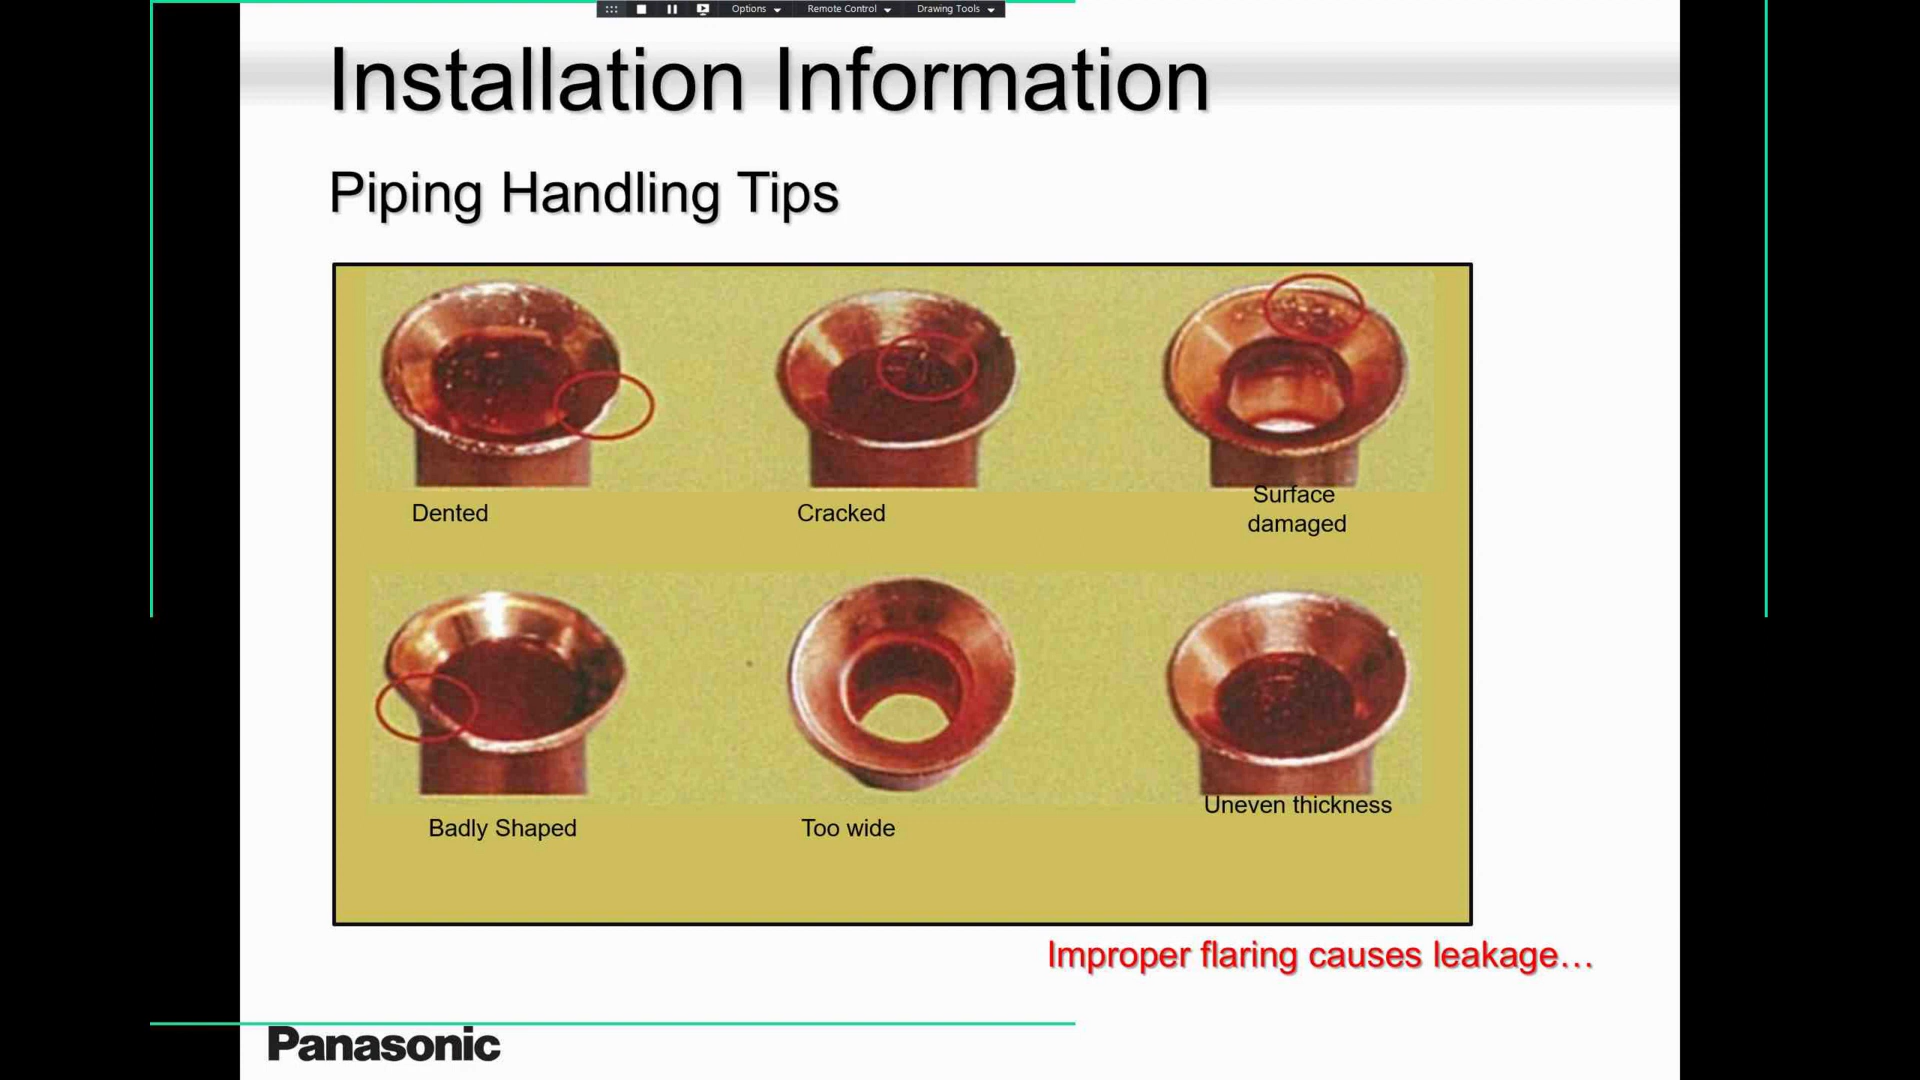 Options
Remote Control
Drawing Tools
Installation Information
Piping Handling Tips
Dented
Cracked
Surface
damaged
Badly Shaped
Too wide
Uneven thickness
Improper flaring causes leakage…
Panasonic